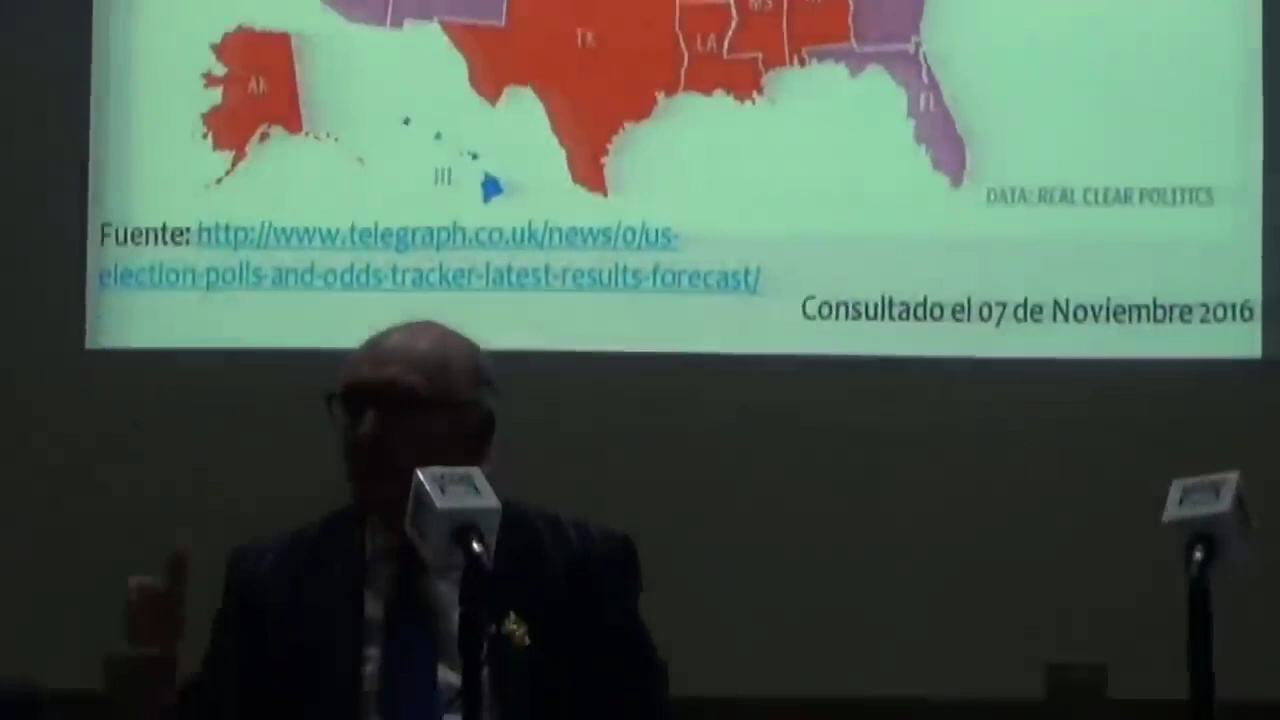 MS
TX
LA
AK
FL
HI
DATA: REAL CLEAR POLITICS
Fuente: http://www.telegraph.co.uk/news/0/us-
election-polls-and-odds-tracker-latest-results-forecast/
Consultado el 07 de Noviembre 2016